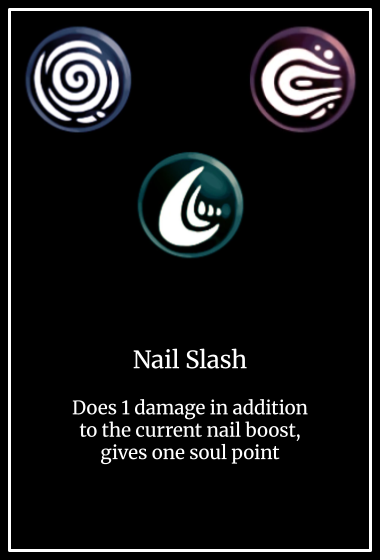 Nail Slash
Does 1 damage in addition
to the current nail boost,
gives one soul point